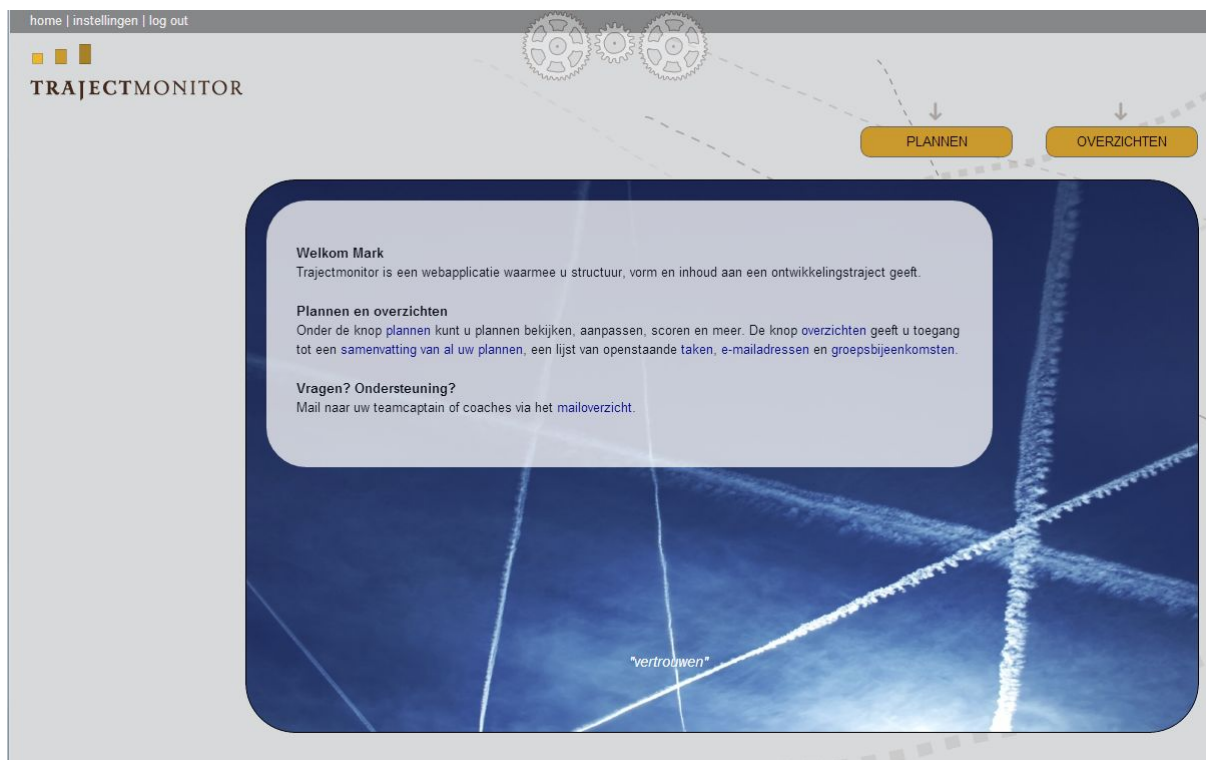 home | instellingen | log out
TRAJECTMONITOR
PLANNEN
OVERZICHTEN
Welkom Mark
Trajectmonitor is een webapplicatie waarmee u structuur, vorm en inhoud aan een ontwikkelingstraject geeft.
Plannen en overzichten
Onder de knop plannen kunt u plannen bekijken, aanpassen, scoren en meer. De knop overzichten geeft u toegang
tot een samenvatting van al uw plannen, een lijst van openstaande taken, e-mailadressen en groepsbijeenkomsten.
Vragen? Ondersteuning?
Mail naar uw teamcaptain of coaches via het mailoverzicht.
"vertrouwen"